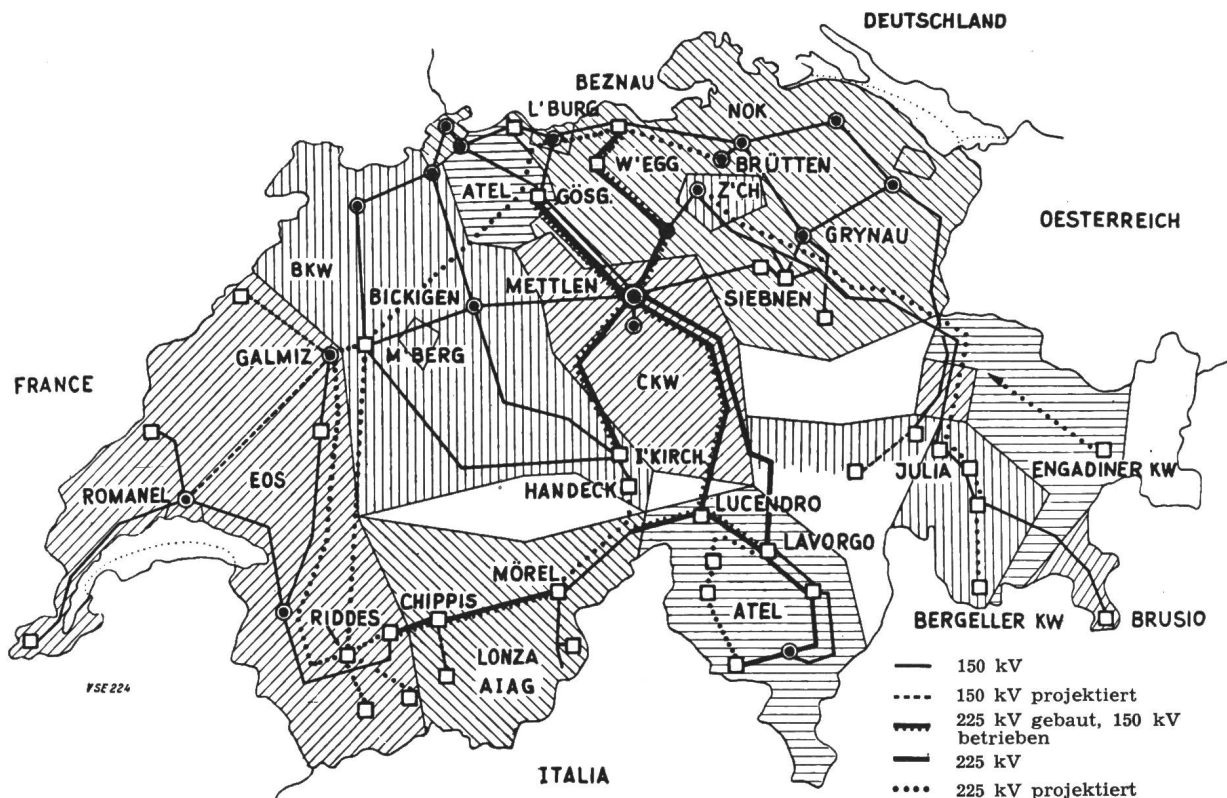 DEUTSCHLAND
BEZNAU
L'BURG
NOK
W'EGG
BRÜTTEN
ATEL
GÖSG.
Z'CH
OESTERREICH
GRYNAU
BKW
METTLEN
BICKIGEN
SIEBNEN
GALMIZ
M'BERG
FRANCE
CKW
I'KIRCH
JULIA
ENGADINER KW
EOS
ROMANEL
HANDECK
LUCENDRO
LAVORGO
MÖREL
CHIPPIS
RIDDES
ATEL
BERGELLER KW
BRUSIO
LONZA
AIAG
VSE 224
ITALIA
150 kV
150 kV projektiert
225 kV gebaut, 150 kV
betrieben
225 kV
225 kV projektiert